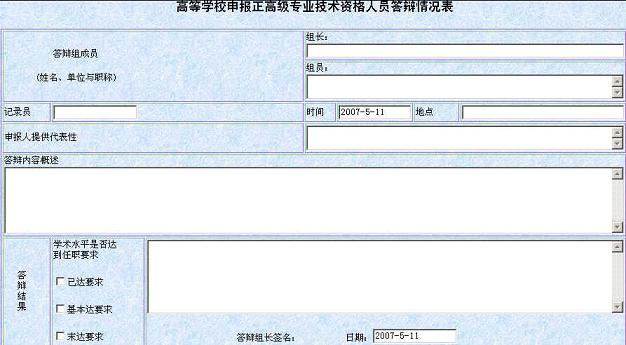 高等学校申报正高级专业技术资格人员答辩情况表
答辩组成员
(姓名、单位与职称)
组长:
组员:
记录员
时间
2007-5-11
地点
申报人提供代表性
答辩内容概述
答辩结果
学术水平是否达
到任职要求
已达要求
基本达要求
末达要求
答辩组长签名:
日期:
2007-5-11